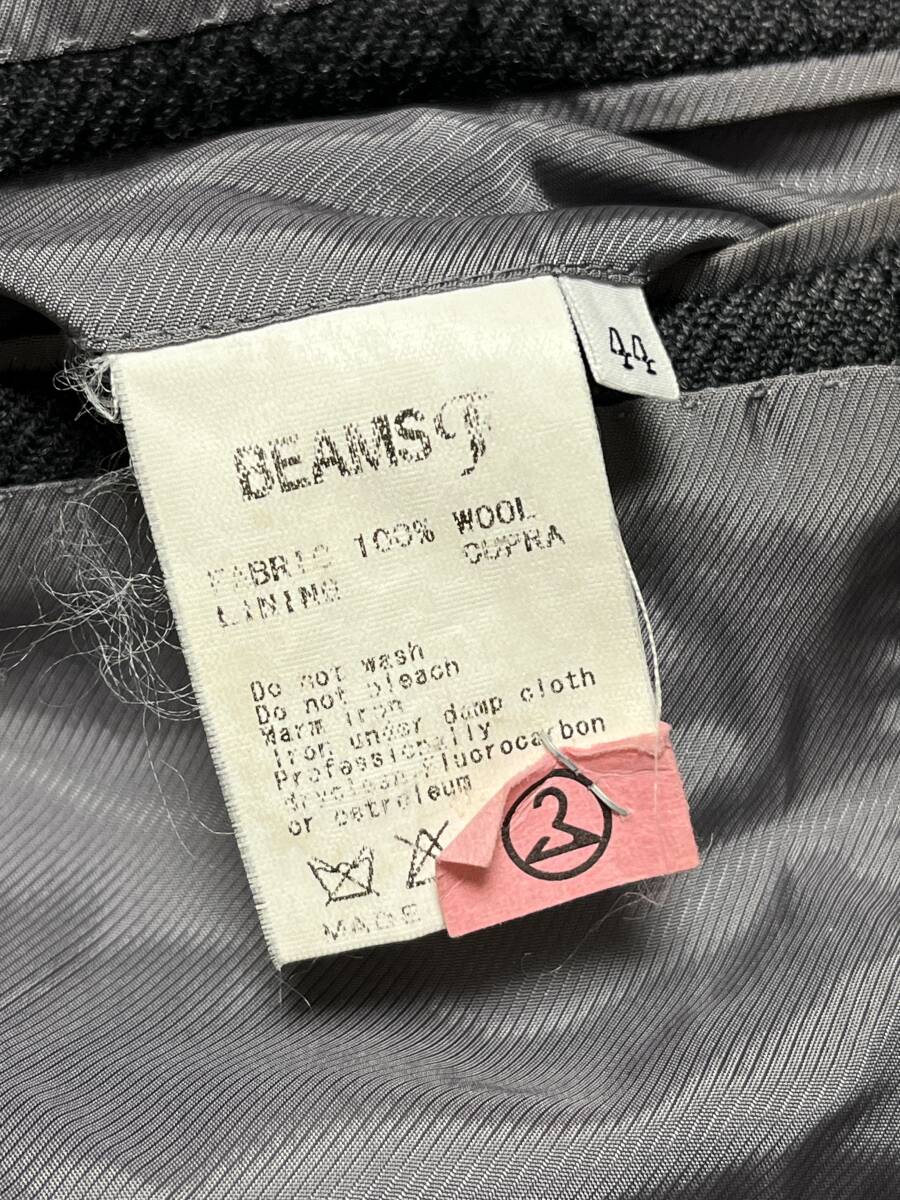 44
BEAMS F
FABRIC 100% WOOL
LINING CUPRA
Do not wash
Do not bleach
Warm iron
Iron under damp cloth
Professionally
dryclean Fluorocarbon
or petroleum
MADE